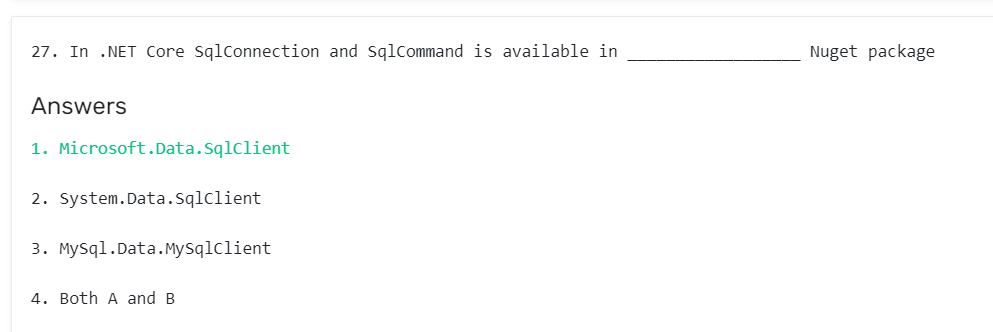 27. In .NET Core SqlConnection and SqlCommand is available in __________________ Nuget package
Answers
1. Microsoft.Data.SqlClient
2. System.Data.SqlClient
3. MySql.Data.MySqlClient
4. Both A and B